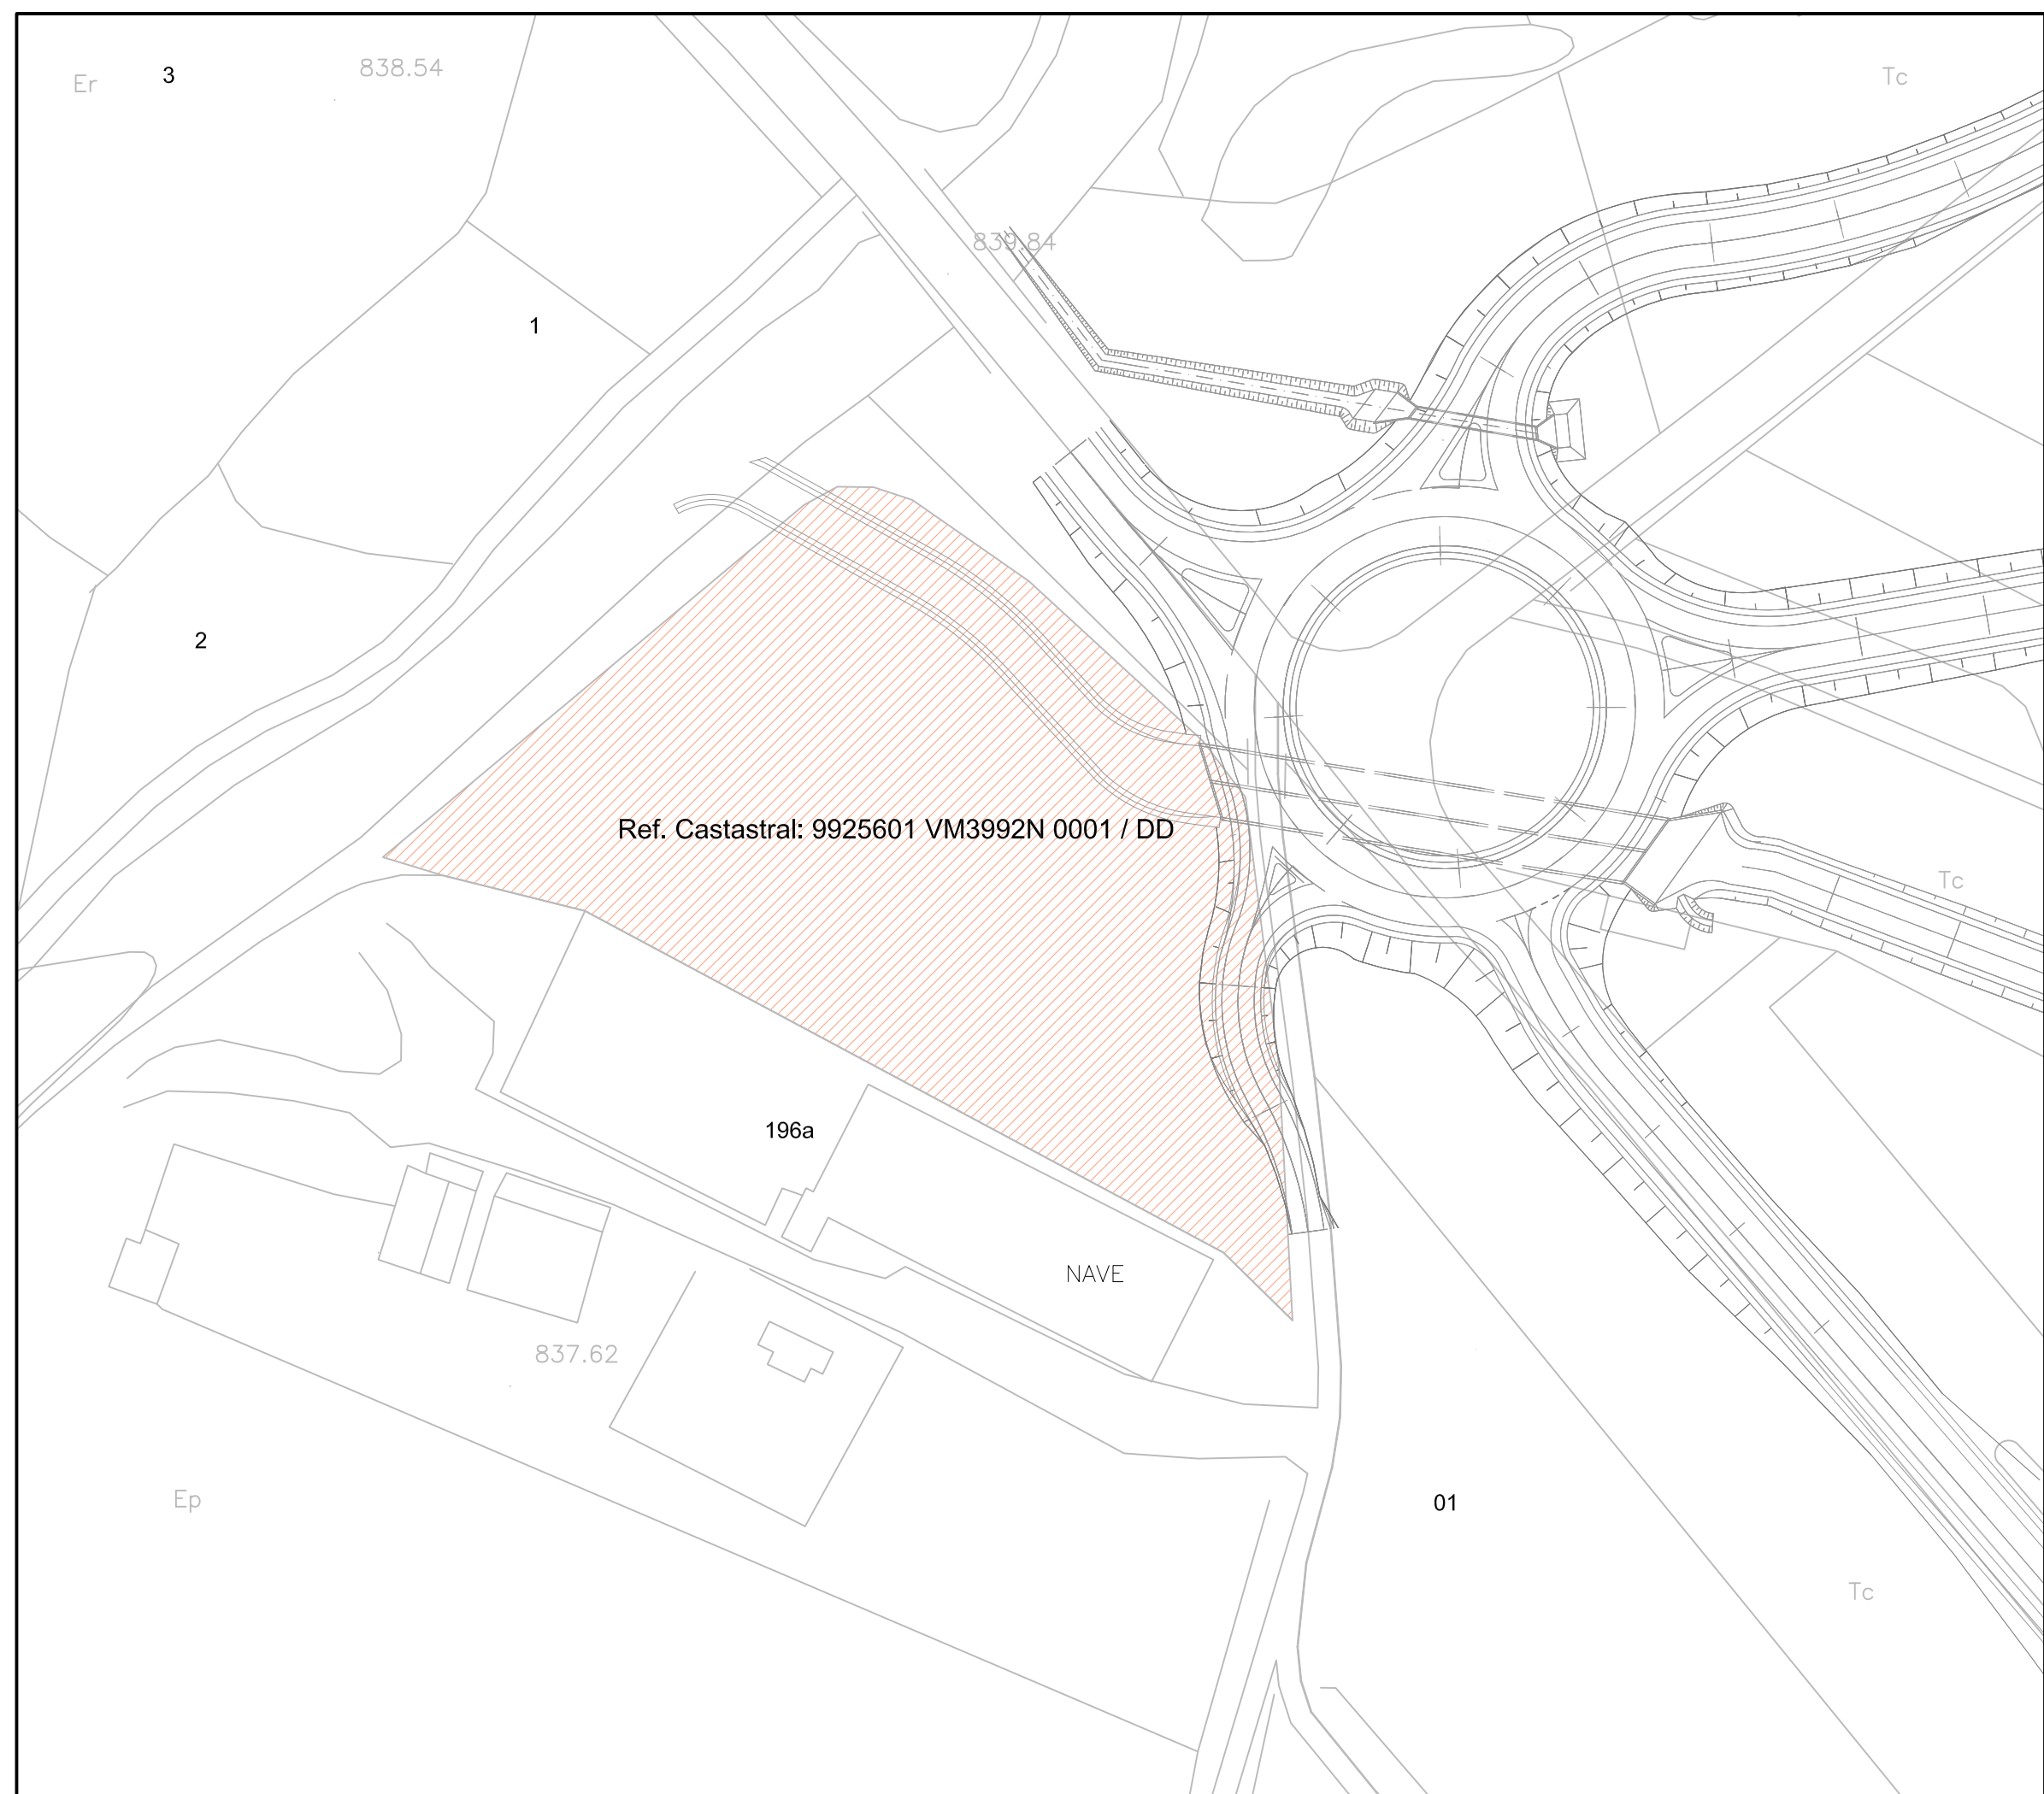 Er
3
838.54
Tc
839.84
1
2
Ref. Castastral: 9925601 VM3992N 0001 / DD
Tc
196a
NAVE
837.62
Ep
01
Tc